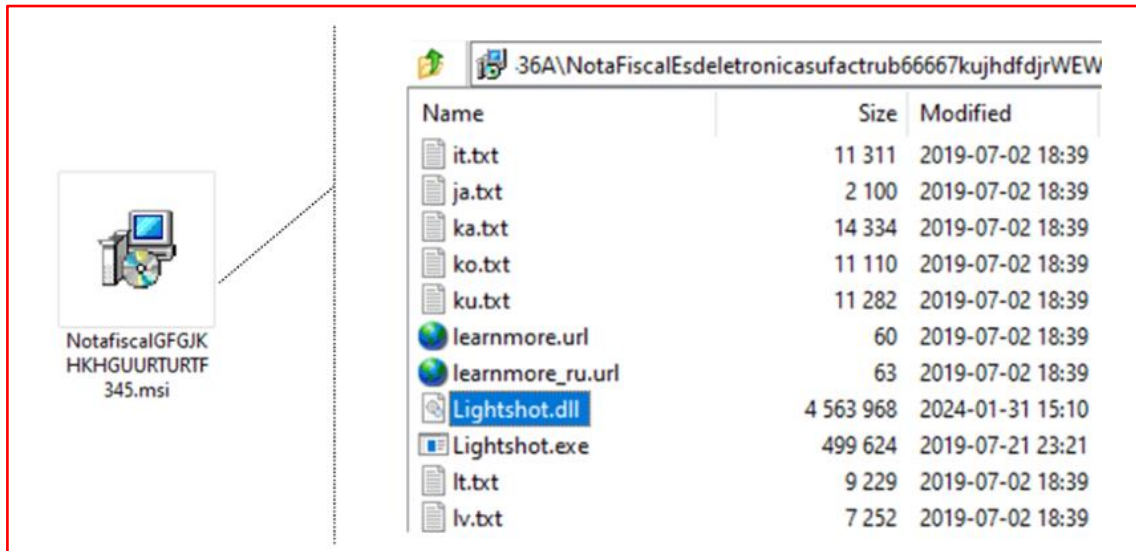 -36A\NotaFiscalEsdeletronicasufactrub66667kujhdfdjrWEW
Name Size Modified
it.txt 11 311 2019-07-02 18:39
ja.txt 2 100 2019-07-02 18:39
ka.txt 14 334 2019-07-02 18:39
ko.txt 11 110 2019-07-02 18:39
ku.txt 11 282 2019-07-02 18:39
learnmore.url 60 2019-07-02 18:39
learnmore_ru.url 63 2019-07-02 18:39
Lightshot.dll 4 563 968 2024-01-31 15:10
Lightshot.exe 499 624 2019-07-21 23:21
lt.txt 9 229 2019-07-02 18:39
lv.txt 7 252 2019-07-02 18:39
NotafiscalGFGJK
HKHGUURTURTF
345.msi